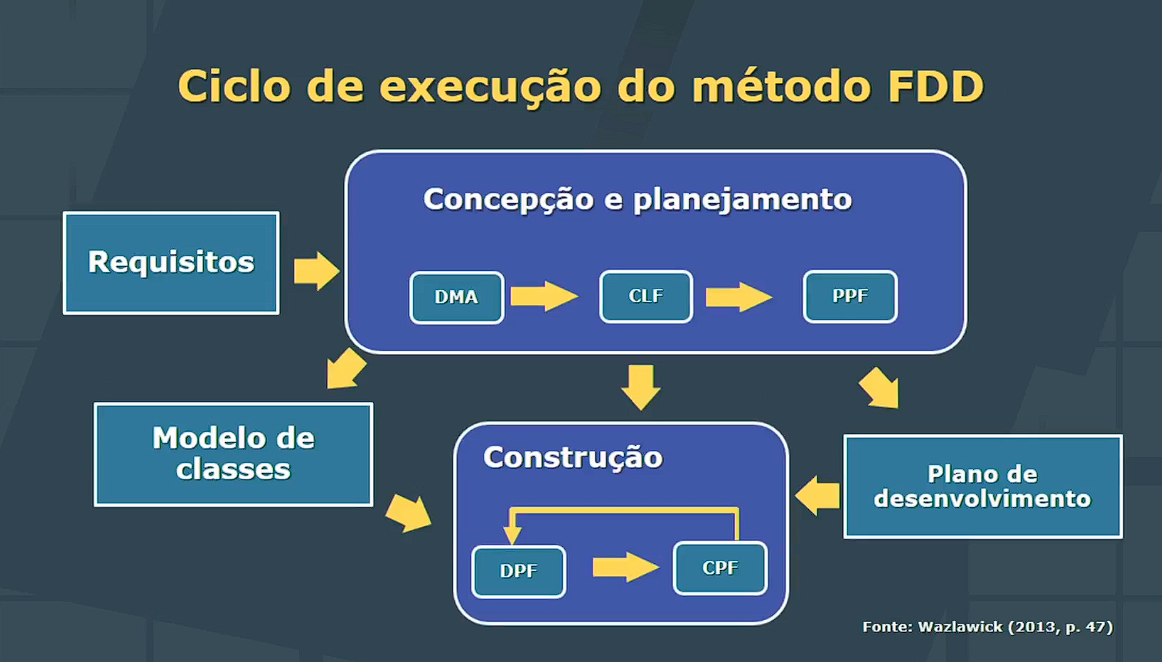 Ciclo de execução do método FDD
Concepção e planejamento
Requisitos
DMA
CLF
PPF
Modelo de
classes
Construção
Plano de
desenvolvimento
DPF
CPF
Fonte: Wazlawick (2013, p. 47)